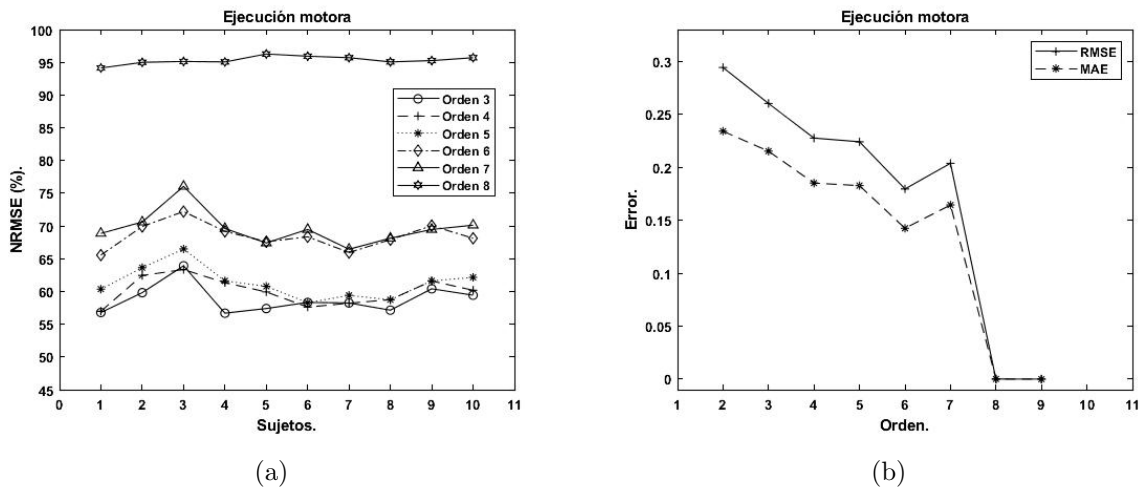 Ejecución motora
NRMSE (%).
100
95
90
85
80
75
70
65
60
55
50
45
Orden 3
Orden 4
Orden 5
Orden 6
Orden 7
Orden 8
0 1 2 3 4 5 6 7 8 9 10 11
Sujetos.
(a)
Ejecución motora
Error.
0.3
0.25
0.2
0.15
0.1
0.05
0
RMSE
MAE
1 2 3 4 5 6 7 8 9 10 11
Orden.
(b)